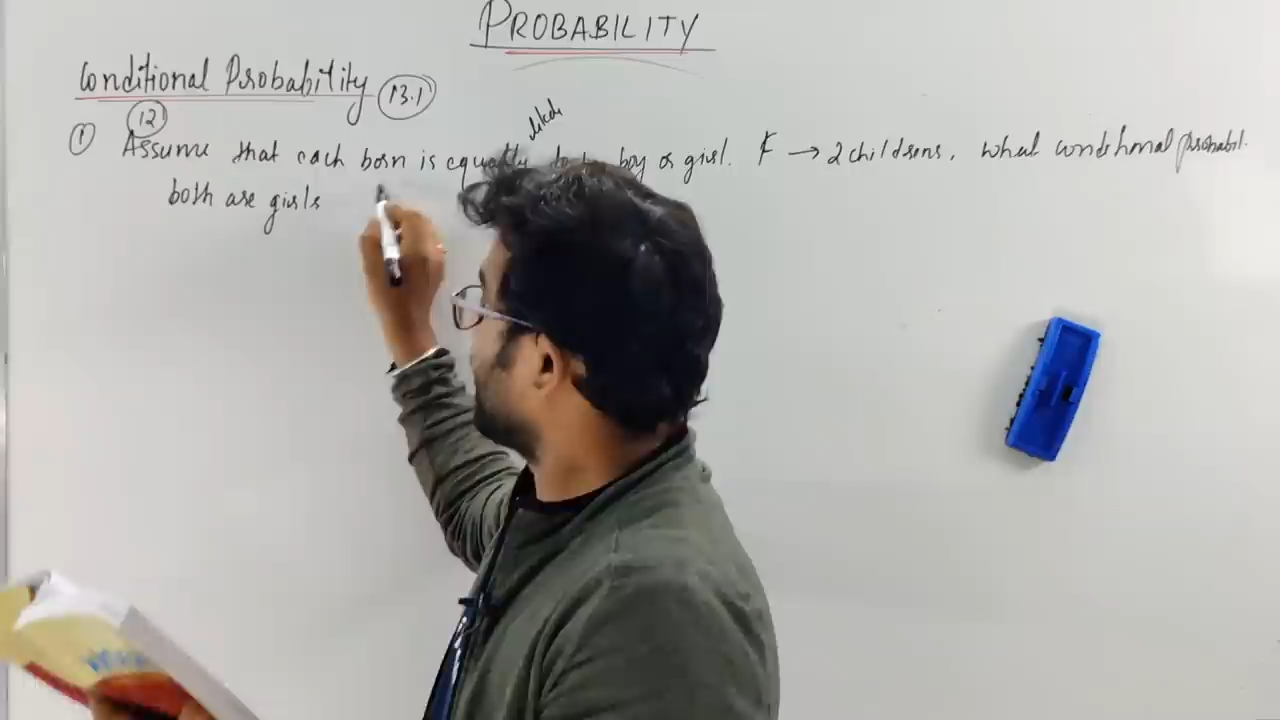 PROBABILITY
Conditional Probability 13.1
12
likely
① Assume that each born is equally to be boy or girl. F → 2 childrens, what conditional probabil.
both are girls